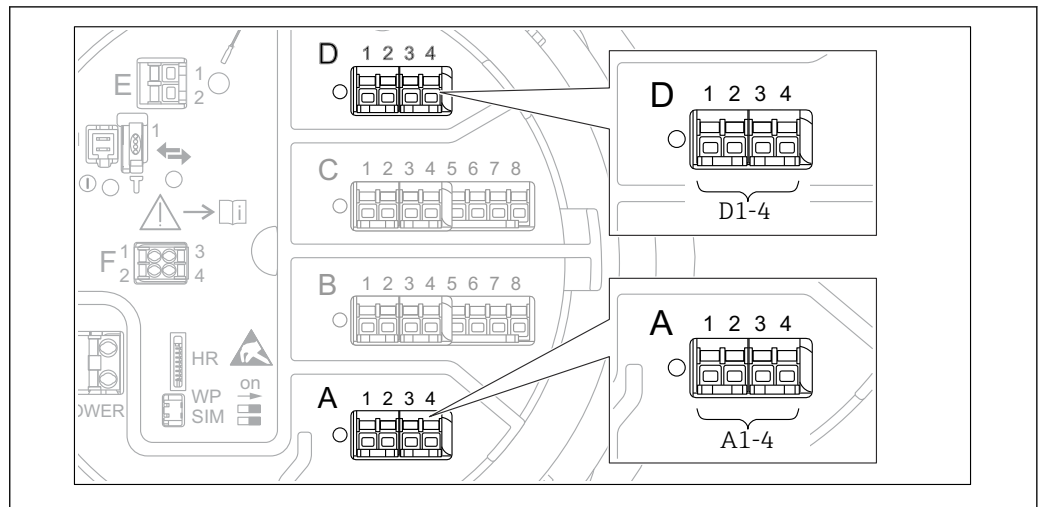 D 1 2 3 4
E 1
2
1
C 1 2 3 4 5 6 7 8
i
F 1 3
2 4
B 1 2 3 4 5 6 7 8
HR
WP on
SIM
OWER
A 1 2 3 4
D 1 2 3 4
D1-4
A 1 2 3 4
A1-4